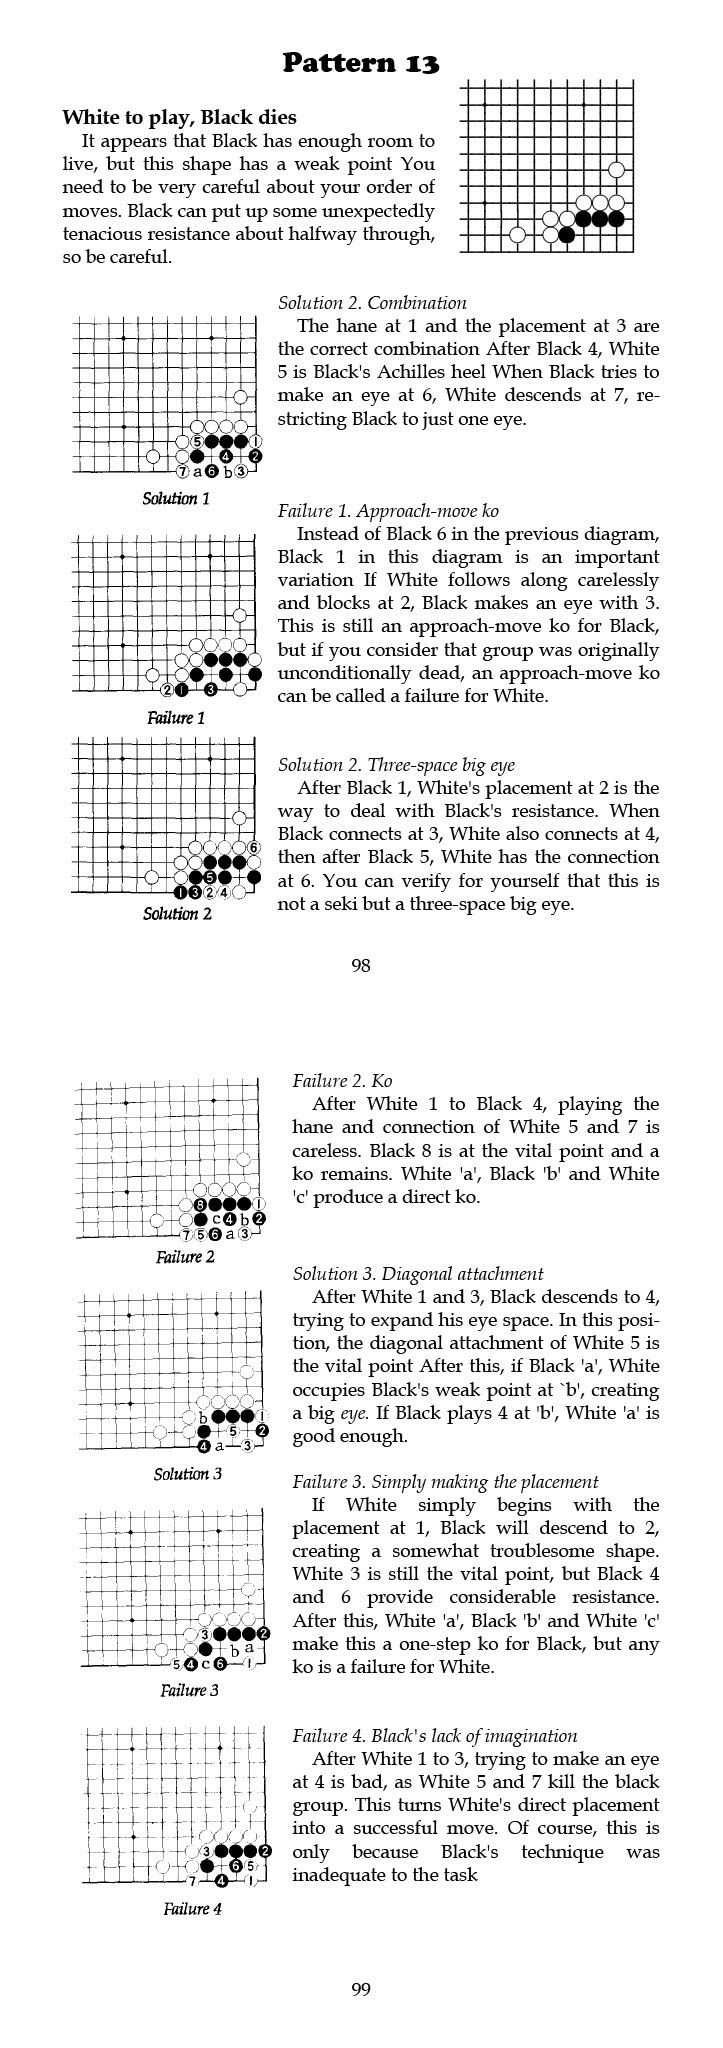 Pattern 13
White to play, Black dies
It appears that Black has enough room to
live, but this shape has a weak point You
need to be very careful about your order of
moves. Black can put up some unexpectedly
tenacious resistance about halfway through,
so be careful.
Solution 2. Combination
The hane at 1 and the placement at 3 are
the correct combination After Black 4, White
5 is Black's Achilles heel When Black tries to
make an eye at 6, White descends at 7, re-
stricting Black to just one eye.
5 1
4 2
7 a 6 b 3
Solution 1
Failure 1. Approach-move ko
Instead of Black 6 in the previous diagram,
Black 1 in this diagram is an important
variation If White follows along carelessly
and blocks at 2, Black makes an eye with 3.
This is still an approach-move ko for Black,
but if you consider that group was originally
unconditionally dead, an approach-move ko
can be called a failure for White.
2 1 3
Failure 1
Solution 2. Three-space big eye
After Black 1, White's placement at 2 is the
way to deal with Black's resistance. When
Black connects at 3, White also connects at 4,
then after Black 5, White has the connection
at 6. You can verify for yourself that this is
not a seki but a three-space big eye.
6
5
1 3 2 4
Solution 2
98
Failure 2. Ko
After White 1 to Black 4, playing the
hane and connection of White 5 and 7 is
careless. Black 8 is at the vital point and a
ko remains. White 'a', Black 'b' and White
'c' produce a direct ko.
8 1
c 4 b 2
7 5 6 a 3
Failure 2
Solution 3. Diagonal attachment
After White 1 and 3, Black descends to 4,
trying to expand his eye space. In this posi-
tion, the diagonal attachment of White 5 is
the vital point After this, if Black 'a', White
occupies Black's weak point at `b', creating
a big eye. If Black plays 4 at 'b', White 'a' is
good enough.
b 1
5 2
4 a 3
Solution 3
Failure 3. Simply making the placement
If White simply begins with the
placement at 1, Black will descend to 2,
creating a somewhat troublesome shape.
White 3 is still the vital point, but Black 4
and 6 provide considerable resistance.
After this, White 'a', Black 'b' and White 'c'
make this a one-step ko for Black, but any
ko is a failure for White.
3 2
b a
5 4 c 6 1
Failure 3
Failure 4. Black's lack of imagination
After White 1 to 3, trying to make an eye
at 4 is bad, as White 5 and 7 kill the black
group. This turns White's direct placement
into a successful move. Of course, this is
only because Black's technique was
inadequate to the task
3 2
6 5
7 4 1
Failure 4
99